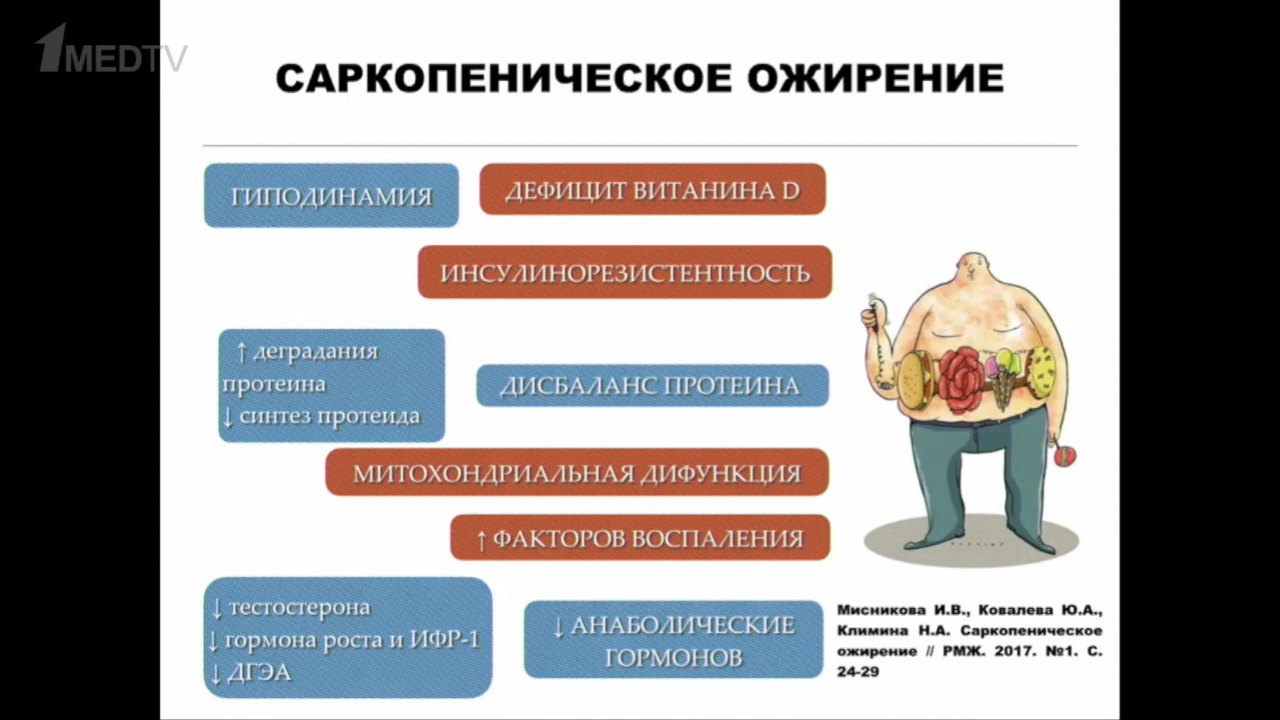 1MEDTV
САРКОПЕНИЧЕСКОЕ ОЖИРЕНИЕ
ГИПОДИНАМИЯ
ДЕФИЦИТ ВИТАНИНА D
ИНСУЛИНОРЕЗИСТЕНТНОСТЬ
↑ деградания
протеина
↓ синтез протеида
ДИСБАЛАНС ПРОТЕИНА
МИТОХОНДРИАЛЬНАЯ ДИФУНКЦИЯ
↑ ФАКТОРОВ ВОСПАЛЕНИЯ
↓ тестостерона
↓ гормона роста и ИФР-1
↓ ДГЭА
↓ АНАБОЛИЧЕСКИЕ
ГОРМОНОВ
Мисникова И.В., Ковалева Ю.А.,
Климина Н.А. Саркопеническое
ожирение // РМЖ. 2017. №1. С.
24-29